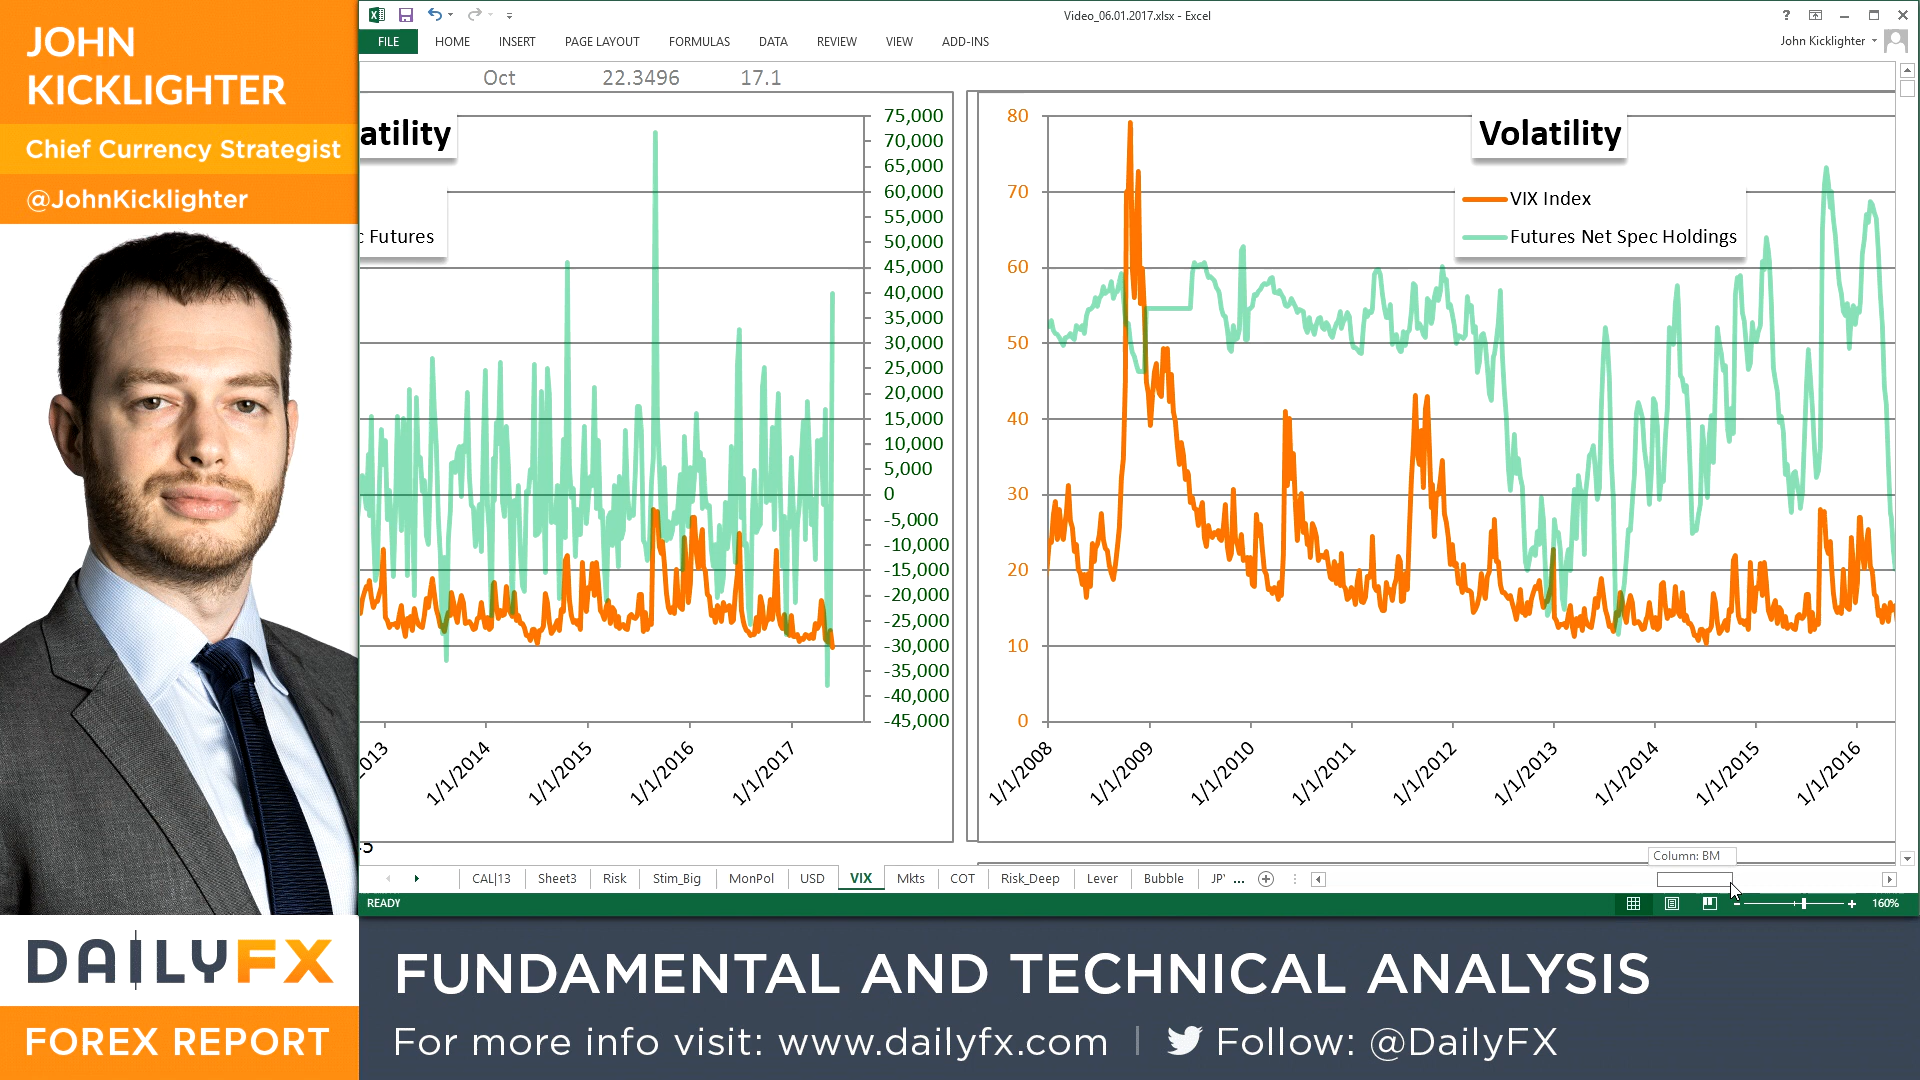 JOHN
KICKLIGHTER
Chief Currency Strategist
@JohnKicklighter
Video_06.01.2017.xlsx - Excel
FILE HOME INSERT PAGE LAYOUT FORMULAS DATA REVIEW VIEW ADD-INS
John Kicklighter
Oct 22.3496 17.1
atility
c Futures
75,000
70,000
65,000
60,000
55,000
50,000
45,000
40,000
35,000
30,000
25,000
20,000
15,000
10,000
5,000
0
-5,000
-10,000
-15,000
-20,000
-25,000
-30,000
-35,000
-40,000
-45,000
2013
1/1/2014
1/1/2015
1/1/2016
1/1/2017
Volatility
VIX Index
Futures Net Spec Holdings
80
70
60
50
40
30
20
10
0
1/1/2008
1/1/2009
1/1/2010
1/1/2011
1/1/2012
1/1/2013
1/1/2014
1/1/2015
1/1/2016
Column: BM
CAL|13 Sheet3 Risk Stim_Big MonPol USD VIX Mkts COT Risk_Deep Lever Bubble JP' ...
READY
160%
DAILYFX
FOREX REPORT
FUNDAMENTAL AND TECHNICAL ANALYSIS
For more info visit: www.dailyfx.com | Follow: @DailyFX